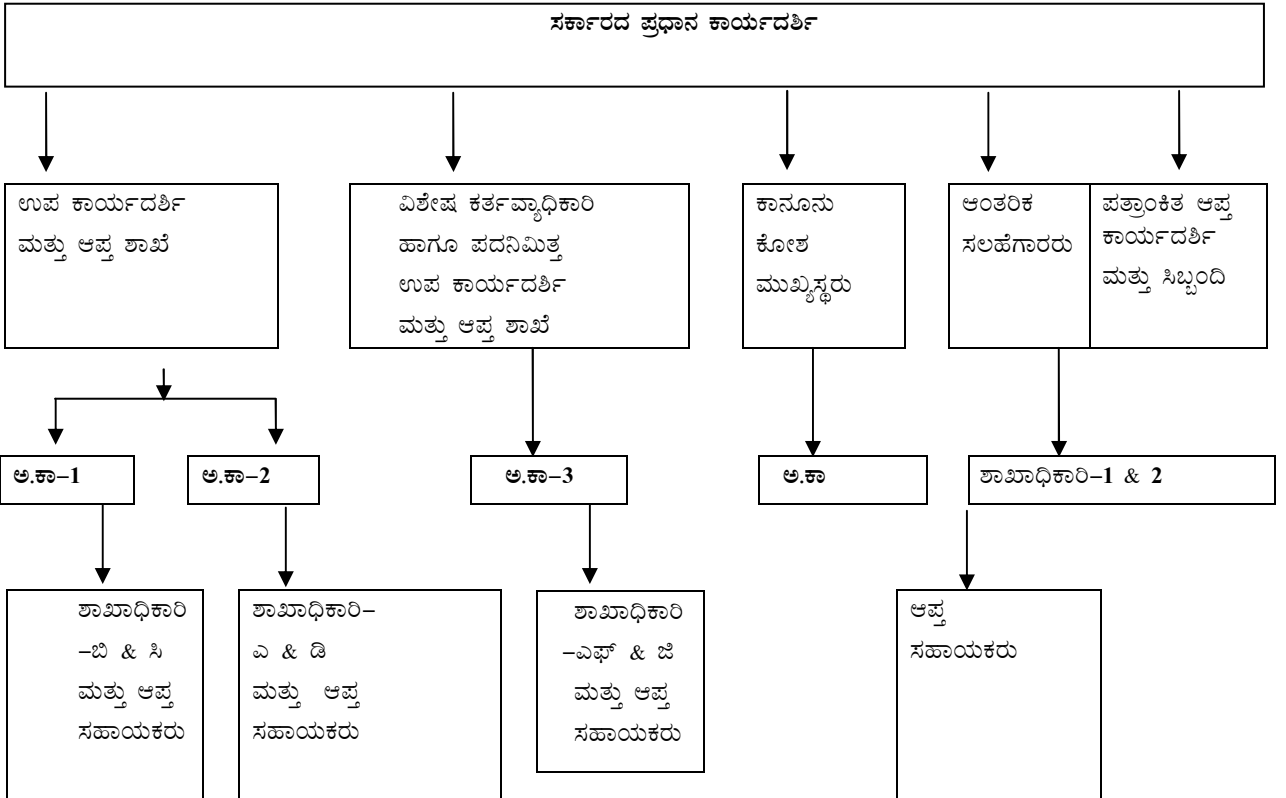 ಸರ್ಕಾರದ ಪ್ರಧಾನ ಕಾರ್ಯದರ್ಶಿ
ಉಪ ಕಾರ್ಯದರ್ಶಿ
ಮತ್ತು ಆಪ್ತ ಶಾಖೆ
ವಿಶೇಷ ಕರ್ತವ್ಯಾಧಿಕಾರಿ
ಹಾಗೂ ಪದನಿಮಿತ್ತ
ಉಪ ಕಾರ್ಯದರ್ಶಿ
ಮತ್ತು ಆಪ್ತ ಶಾಖೆ
ಕಾನೂನು
ಕೋಶ
ಮುಖ್ಯಸ್ಥರು
ಆಂತರಿಕ
ಸಲಹೆಗಾರರು
ಪತ್ರಾಂಕಿತ ಆಪ್ತ
ಕಾರ್ಯದರ್ಶಿ
ಮತ್ತು ಸಿಬ್ಬಂದಿ
ಅ.ಕಾ–1
ಅ.ಕಾ–2
ಅ.ಕಾ–3
ಅ.ಕಾ
ಶಾಖಾಧಿಕಾರಿ–1 & 2
ಶಾಖಾಧಿಕಾರಿ
–ಬಿ & ಸಿ
ಮತ್ತು ಆಪ್ತ
ಸಹಾಯಕರು
ಶಾಖಾಧಿಕಾರಿ–
ಎ & ಡಿ
ಮತ್ತು ಆಪ್ತ
ಸಹಾಯಕರು
ಶಾಖಾಧಿಕಾರಿ
–ಎಫ್ & ಜಿ
ಮತ್ತು ಆಪ್ತ
ಸಹಾಯಕರು
ಆಪ್ತ
ಸಹಾಯಕರು